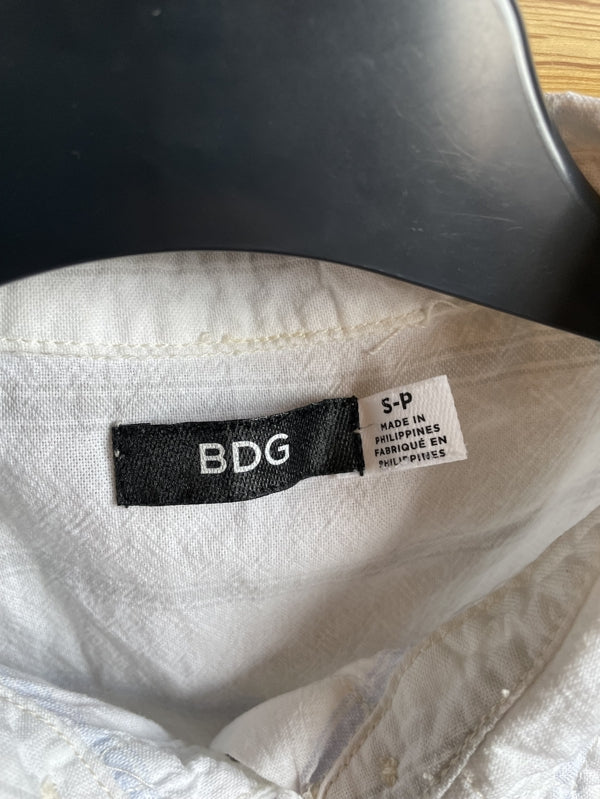 BDG
S-P
MADE IN
PHILIPPINES
FABRIQUÉ EN
PHILIPPINES